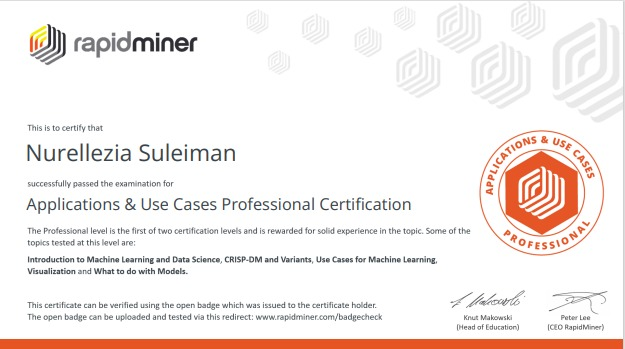 rapidminer
This is to certify that
Nurellezia Suleiman
successfully passed the examination for
Applications & Use Cases Professional Certification
The Professional level is the first of two certification levels and is rewarded for solid experience in the topic. Some of the
topics tested at this level are:
Introduction to Machine Learning and Data Science, CRISP-DM and Variants, Use Cases for Machine Learning,
Visualization and What to do with Models.
APPLICATIONS & USE CASES
PROFESSIONAL
This certificate can be verified using the open badge which was issued to the certificate holder.
The open badge can be uploaded and tested via this redirect: www.rapidminer.com/badgecheck
Knut Makowski
(Head of Education)
Peter Lee
(CEO RapidMiner)